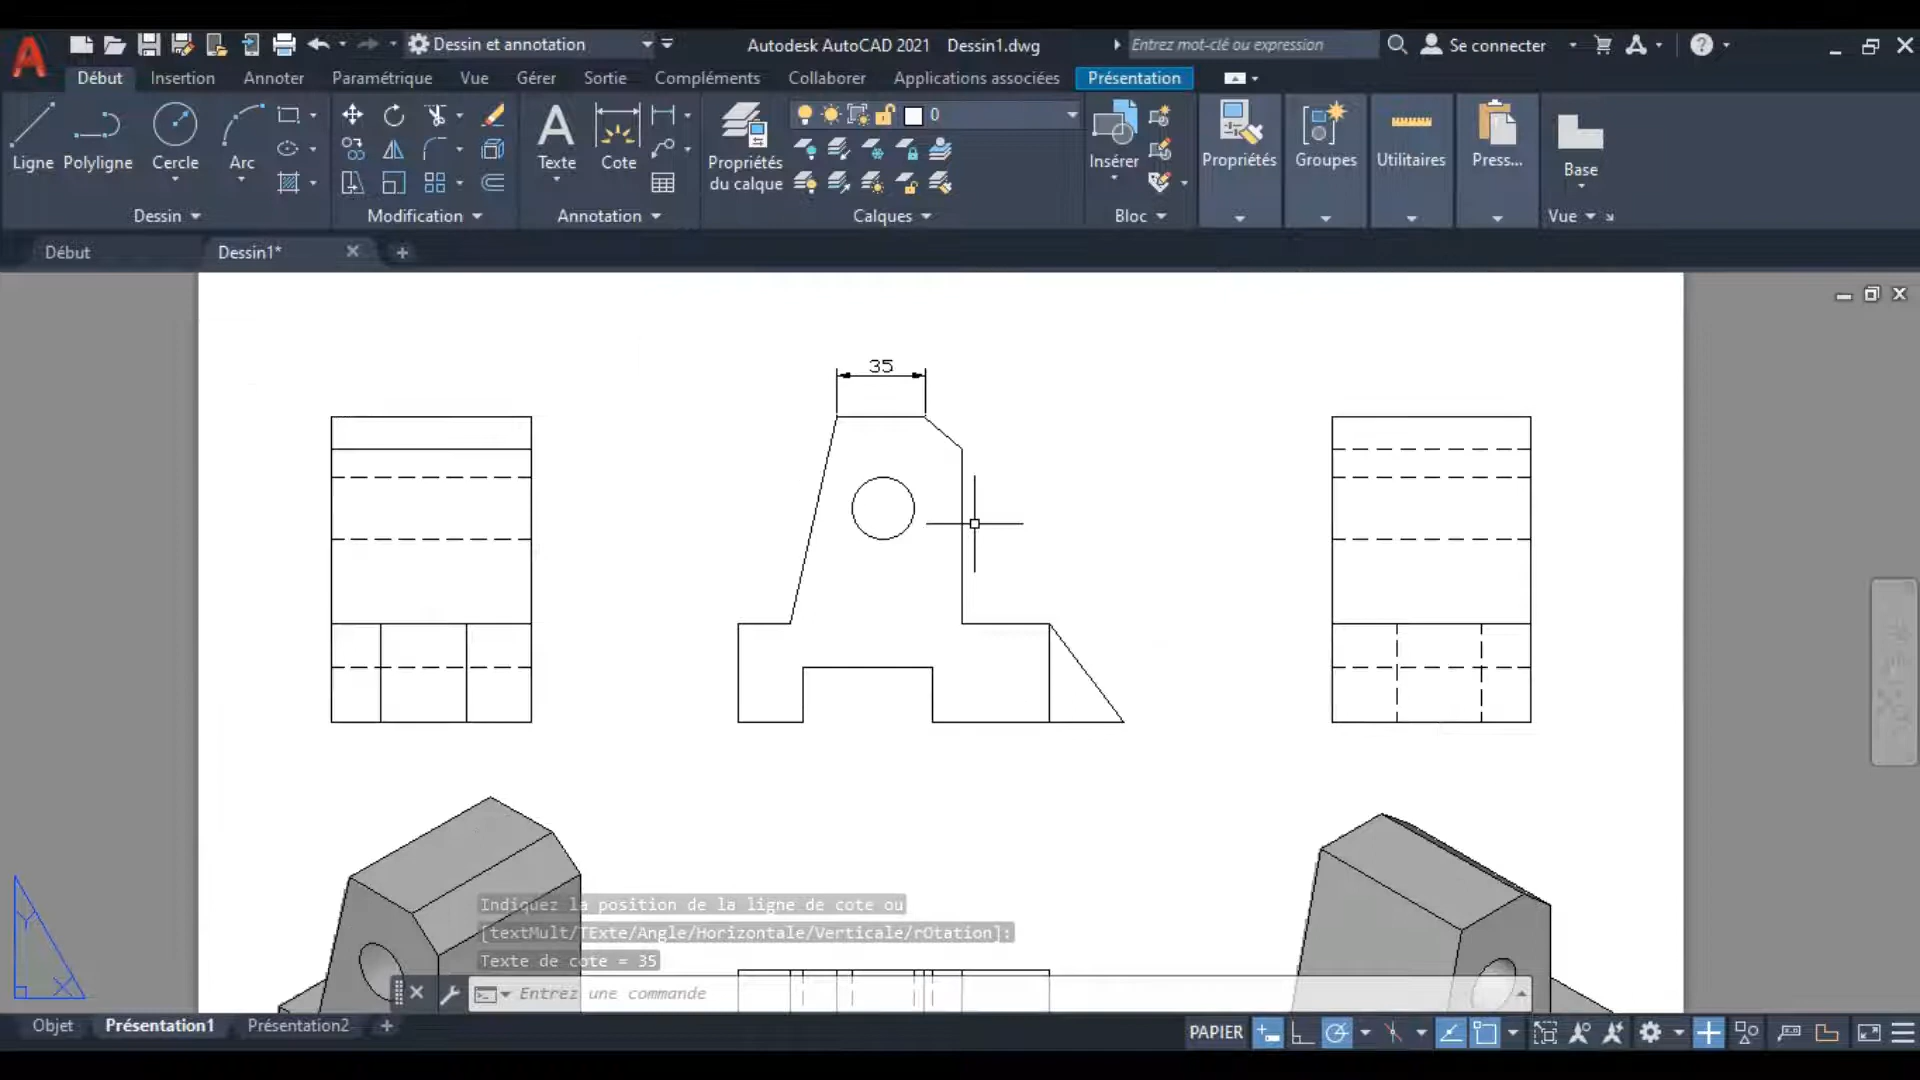 Dessin et annotation
Autodesk AutoCAD 2021 Dessin1.dwg
Entrez mot-clé ou expression
Se connecter
Début Insertion Annoter Paramétrique Vue Gérer Sortie Compléments Collaborer Applications associées Présentation
Ligne Polyligne Cercle Arc
Texte Cote
Propriétés du calque
0
Insérer
Propriétés
Groupes
Utilitaires
Press...
Base
Dessin
Modification
Annotation
Calques
Bloc
Vue
Début
Dessin1*
35
Indiquez la position de la ligne de cote ou
[textMult/TExte/Angle/Horizontale/Verticale/rOtation]:
Texte de cote = 35
Entrez une commande
Y
X
Objet Présentation1 Présentation2
PAPIER